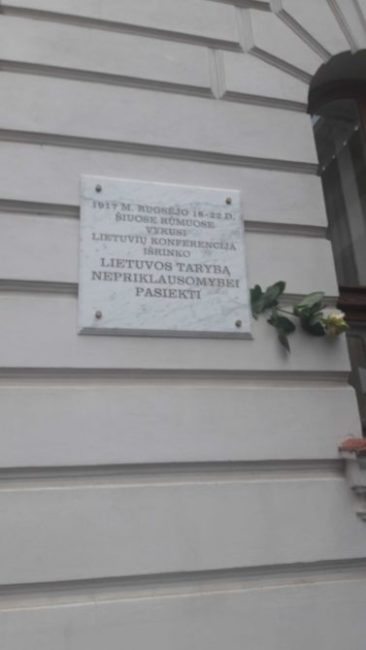 1917 M. RUGSĖJO 18-22 D.
ŠIUOSE RŪMUOSE
VYKUSI
LIETUVIŲ KONFERENCIJA
IŠRINKO
LIETUVOS TARYBĄ
NEPRIKLAUSOMYBEI
PASIEKTI